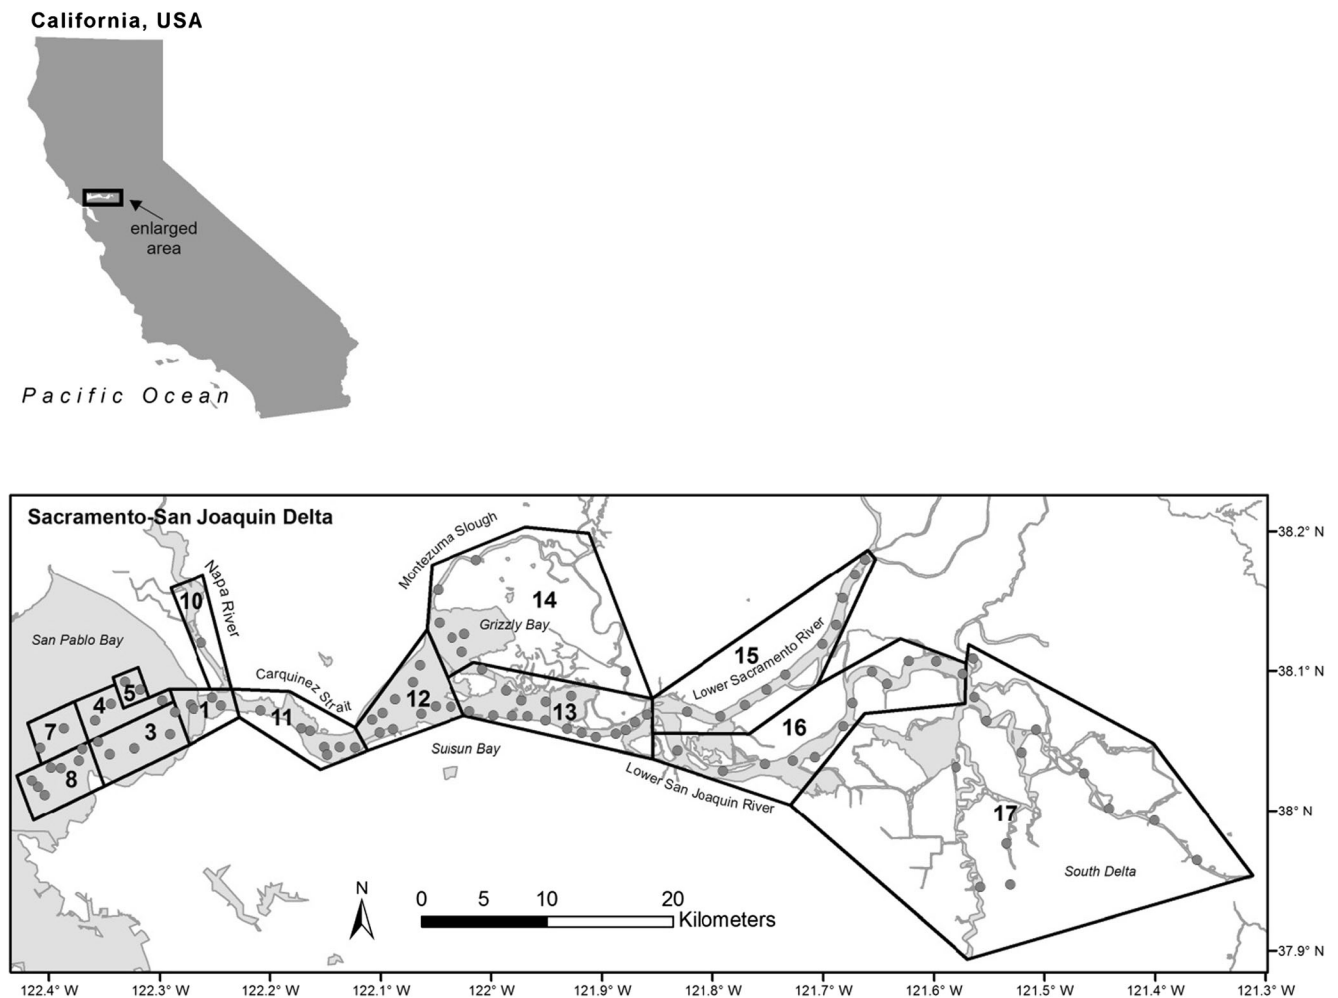 California, USA
enlarged
area
Pacific Ocean
Sacramento-San Joaquin Delta
Montezuma Slough
38.2° N
Napa River
10
14
San Pablo Bay
Grizzly Bay
15
Lower Sacramento River
38.1° N
Carquinez Strait
5
4
12
7
3
1
11
13
16
Suisun Bay
8
Lower San Joaquin River
38° N
17
South Delta
N
0 5 10 20
Kilometers
37.9° N
122.4° W 122.3° W 122.2° W 122.1° W 122° W 121.9° W 121.8° W 121.7° W 121.6° W 121.5° W 121.4° W 121.3° W